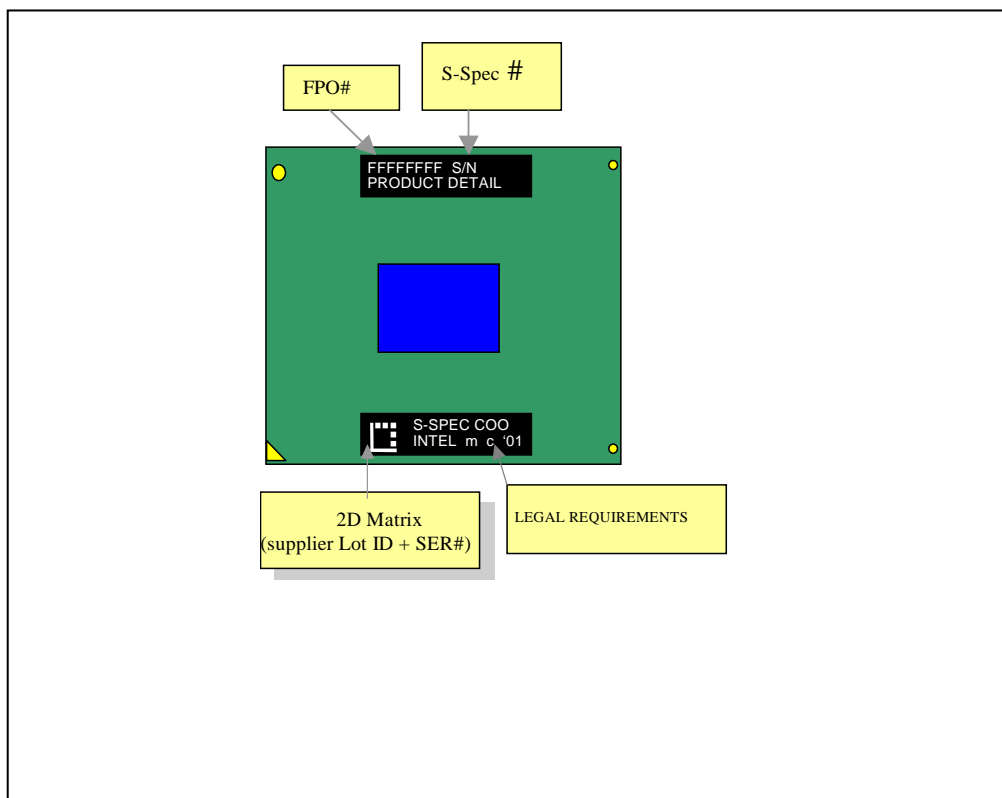 FPO#
S-Spec #
FFFFFFFF S/N
PRODUCT DETAIL
S-SPEC COO
INTEL m c '01
2D Matrix
(supplier Lot ID + SER#)
LEGAL REQUIREMENTS